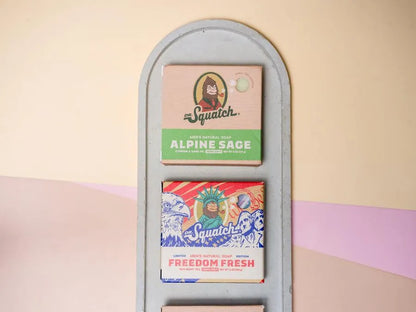 DR.
Squatch®
MEN'S NATURAL SOAP
ALPINE SAGE
DR.
Squatch
LIMITED MEN'S NATURAL SOAP EDITION
FREEDOM FRESH